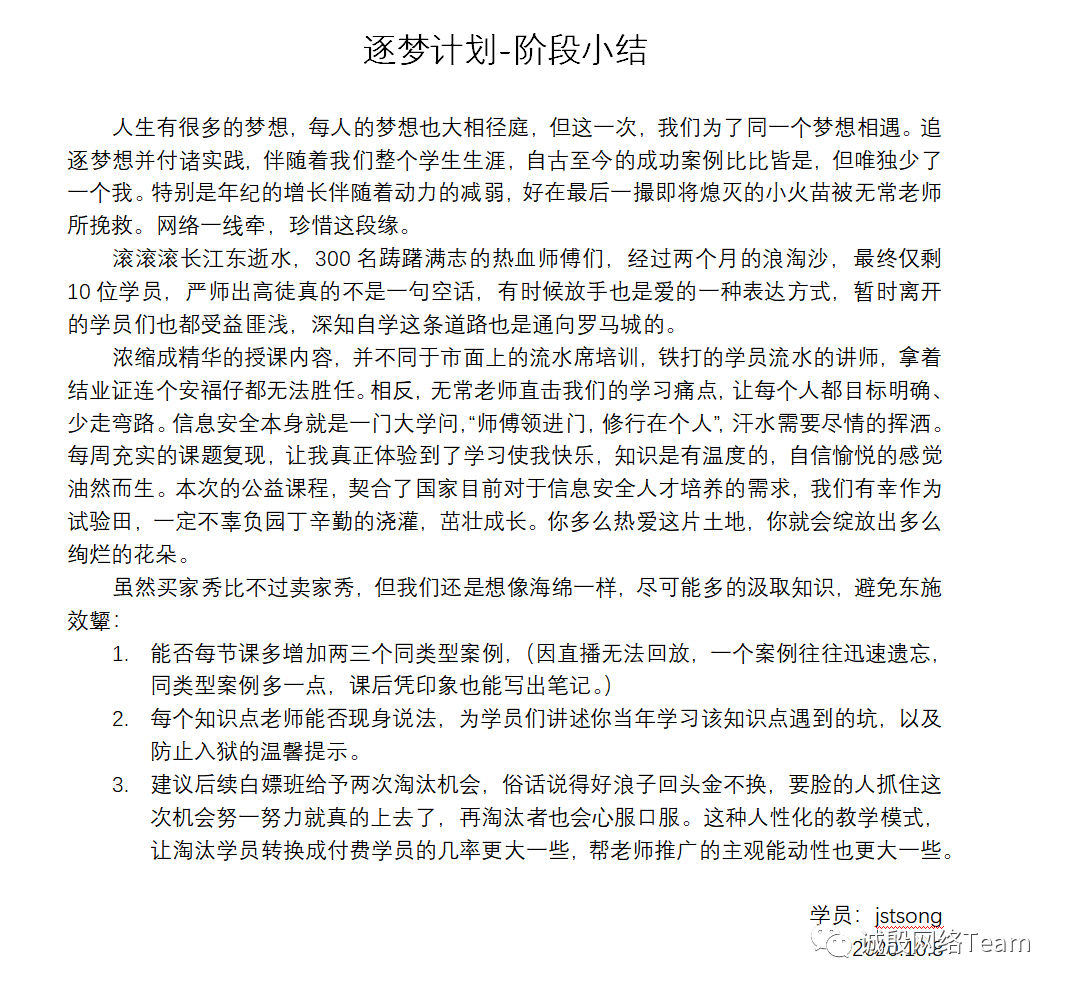 逐梦计划-阶段小结
人生有很多的梦想，每人的梦想也大相径庭，但这一次，我们为了同一个梦想相遇。追
逐梦想并付诸实践，伴随着我们整个学生生涯，自古至今的成功案例比比皆是，但唯独少了
一个我。特别是年纪的增长伴随着动力的减弱，好在最后一撮即将熄灭的小火苗被无常老师
所挽救。网络一线牵，珍惜这段缘。
滚滚滚长江东逝水，300 名踌躇满志的热血师傅们，经过两个月的浪淘沙，最终仅剩
10 位学员，严师出高徒真的不是一句空话，有时候放手也是爱的一种表达方式，暂时离开
的学员们也都受益匪浅，深知自学这条道路也是通向罗马城的。
浓缩成精华的授课内容，并不同于市面上的流水席培训，铁打的学员流水的讲师，拿着
结业证连个安福仔都无法胜任。相反，无常老师直击我们的学习痛点，让每个人都目标明确、
少走弯路。信息安全本身就是一门大学问，“师傅领进门，修行在个人”，汗水需要尽情的挥洒。
每周充实的课题复现，让我真正体验到了学习使我快乐，知识是有温度的，自信愉悦的感觉
油然而生。本次的公益课程，契合了国家目前对于信息安全人才培养的需求，我们有幸作为
试验田，一定不辜负园丁辛勤的浇灌，茁壮成长。你多么热爱这片土地，你就会绽放出多么
绚烂的花朵。
虽然买家秀比不过卖家秀，但我们还是想像海绵一样，尽可能多的汲取知识，避免东施
效颦：
1. 能否每节课多增加两三个同类型案例，（因直播无法回放，一个案例往往迅速遗忘，
同类型案例多一点，课后凭印象也能写出笔记。）
2. 每个知识点老师能否现身说法，为学员们讲述你当年学习该知识点遇到的坑，以及
防止入狱的温馨提示。
3. 建议后续白嫖班给予两次淘汰机会，俗话说得好浪子回头金不换，要脸的人抓住这
次机会努一努力就真的上去了，再淘汰者也会心服口服。这种人性化的教学模式，
让淘汰学员转换成付费学员的几率更大一些，帮老师推广的主观能动性也更大一些。
学员：jstsong
2020.10.8
诚殷网络Team